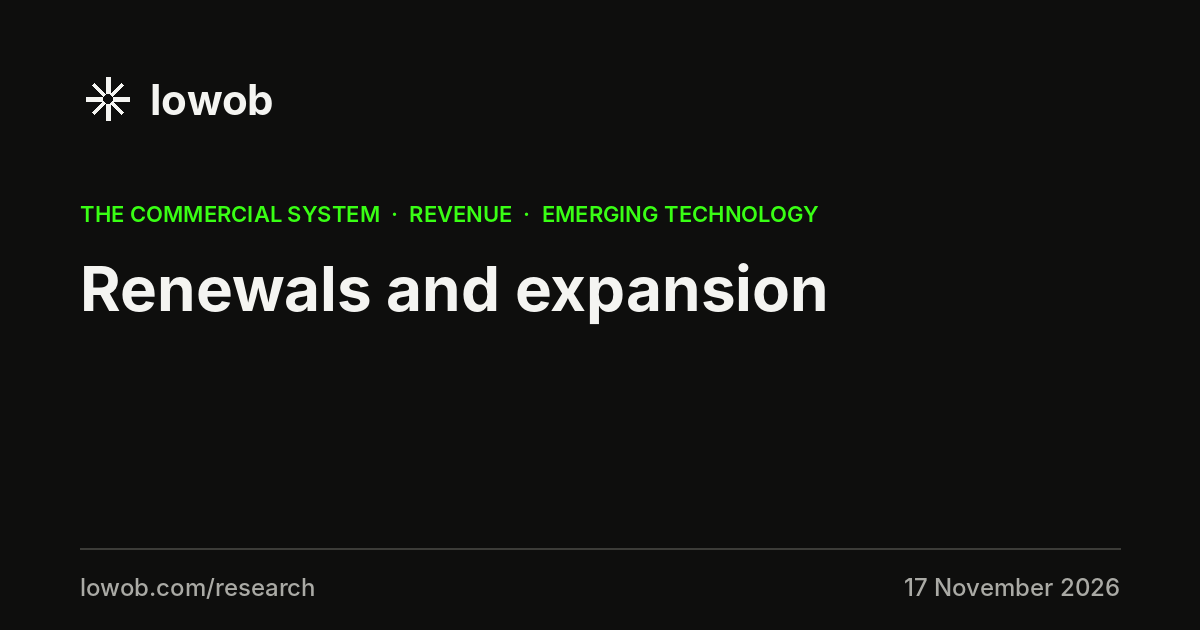 lowob
THE COMMERCIAL SYSTEM · REVENUE · EMERGING TECHNOLOGY
Renewals and expansion
lowob.com/research
17 November 2026